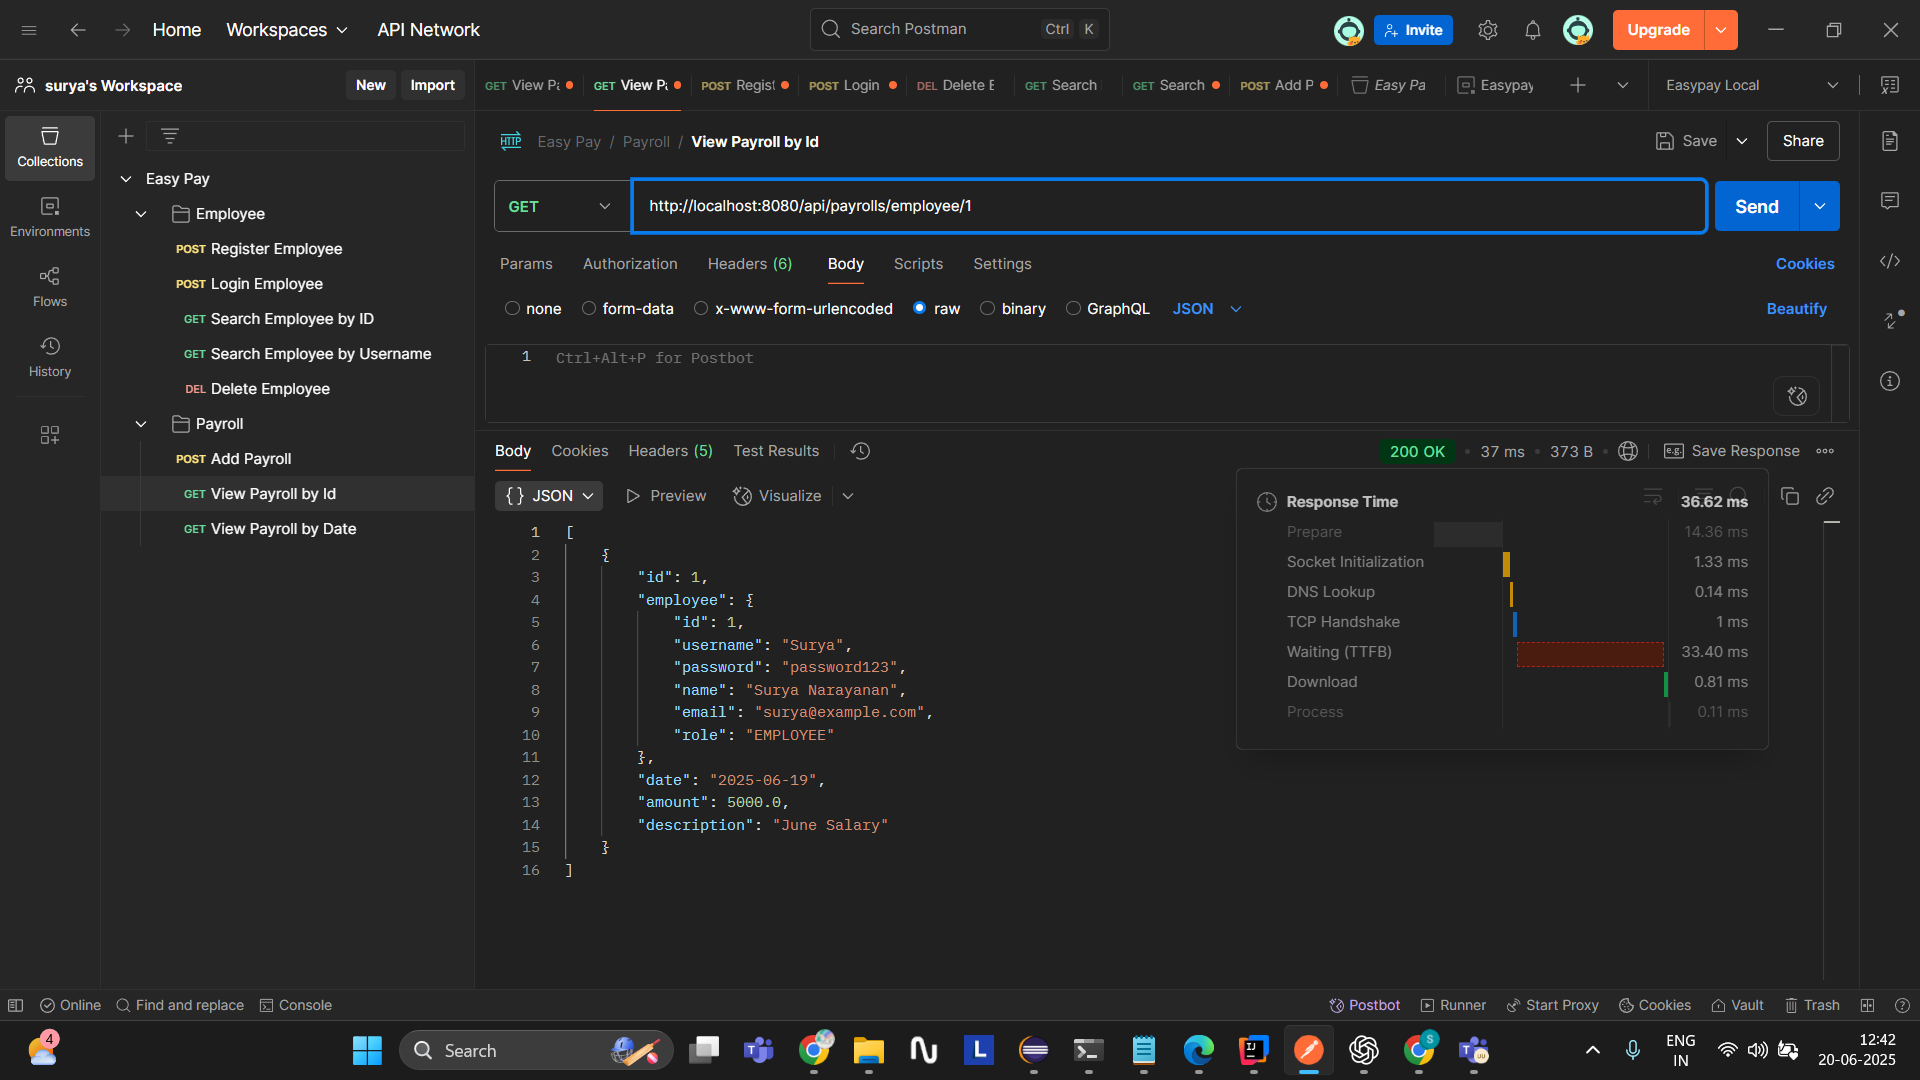 Home
Workspaces
API Network
Search Postman
Ctrl
K
Invite
Upgrade
surya's Workspace
New
Import
GET View Pa
GET View Pa
POST Regist
POST Login
DEL Delete E
GET Search
GET Search
POST Add P
Easy Pa
Easypay
Easypay Local
Collections
Environments
Flows
History
Easy Pay
Employee
POST Register Employee
POST Login Employee
GET Search Employee by ID
GET Search Employee by Username
DEL Delete Employee
Payroll
POST Add Payroll
GET View Payroll by Id
GET View Payroll by Date
HTTP
Easy Pay / Payroll / View Payroll by Id
Save
Share
GET
http://localhost:8080/api/payrolls/employee/1
Send
Params
Authorization
Headers (6)
Body
Scripts
Settings
Cookies
none
form-data
x-www-form-urlencoded
raw
binary
GraphQL
JSON
Beautify
1 Ctrl+Alt+P for Postbot
Body
Cookies
Headers (5)
Test Results
200 OK • 37 ms • 373 B
e.g. Save Response
{} JSON
Preview
Visualize
1 [
2 {
3 "id": 1,
4 "employee": {
5 "id": 1,
6 "username": "Surya",
7 "password": "password123",
8 "name": "Surya Narayanan",
9 "email": "surya@example.com",
10 "role": "EMPLOYEE"
11 },
12 "date": "2025-06-19",
13 "amount": 5000.0,
14 "description": "June Salary"
15 }
16 ]
Response Time 36.62 ms
Prepare 14.36 ms
Socket Initialization 1.33 ms
DNS Lookup 0.14 ms
TCP Handshake 1 ms
Waiting (TTFB) 33.40 ms
Download 0.81 ms
Process 0.11 ms
Online
Find and replace
Console
Postbot
Runner
Start Proxy
Cookies
Vault
Trash
4
Search
L
IJ
S
ENG
IN
12:42
20-06-2025